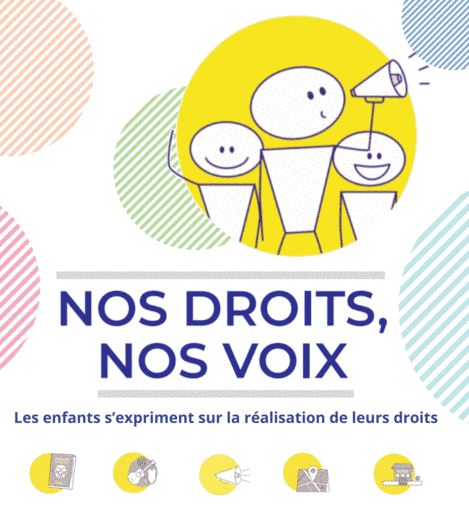 NOS DROITS,
NOS VOIX
Les enfants s'expriment sur la réalisation de leurs droits